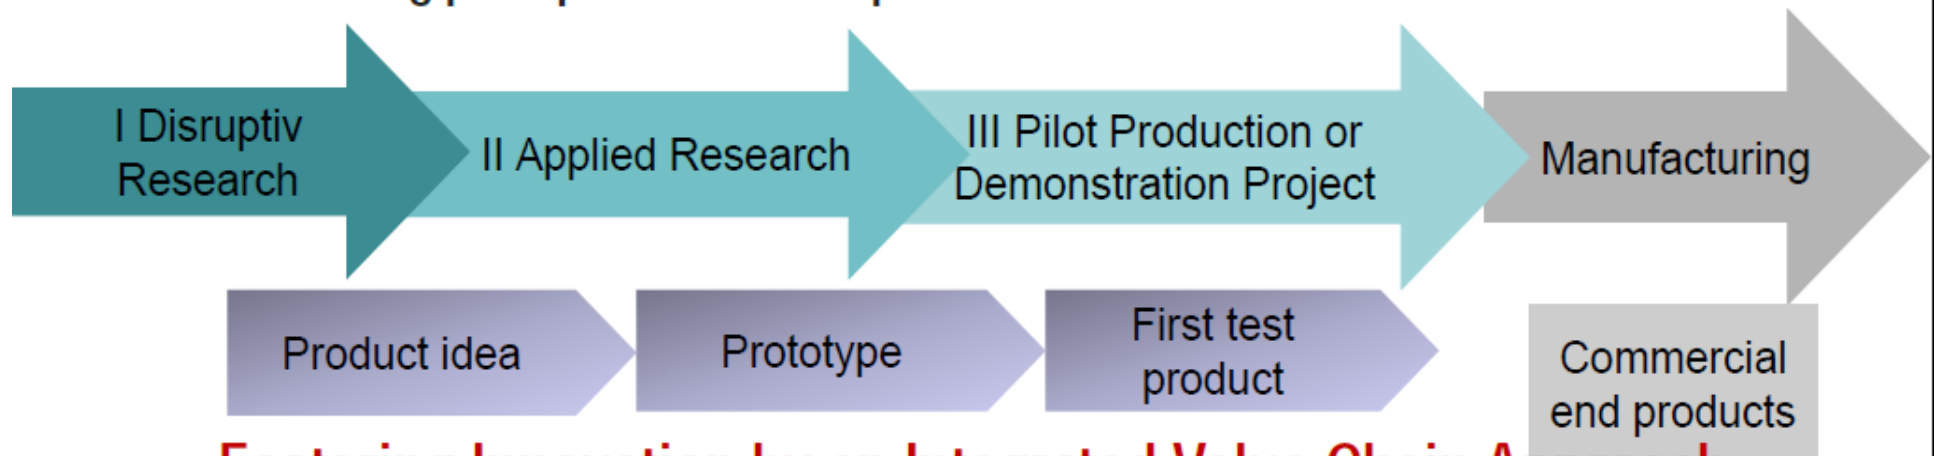 I Disruptiv
Research
II Applied Research
III Pilot Production or
Demonstration Project
Manufacturing
Product idea
Prototype
First test
product
Commercial
end products